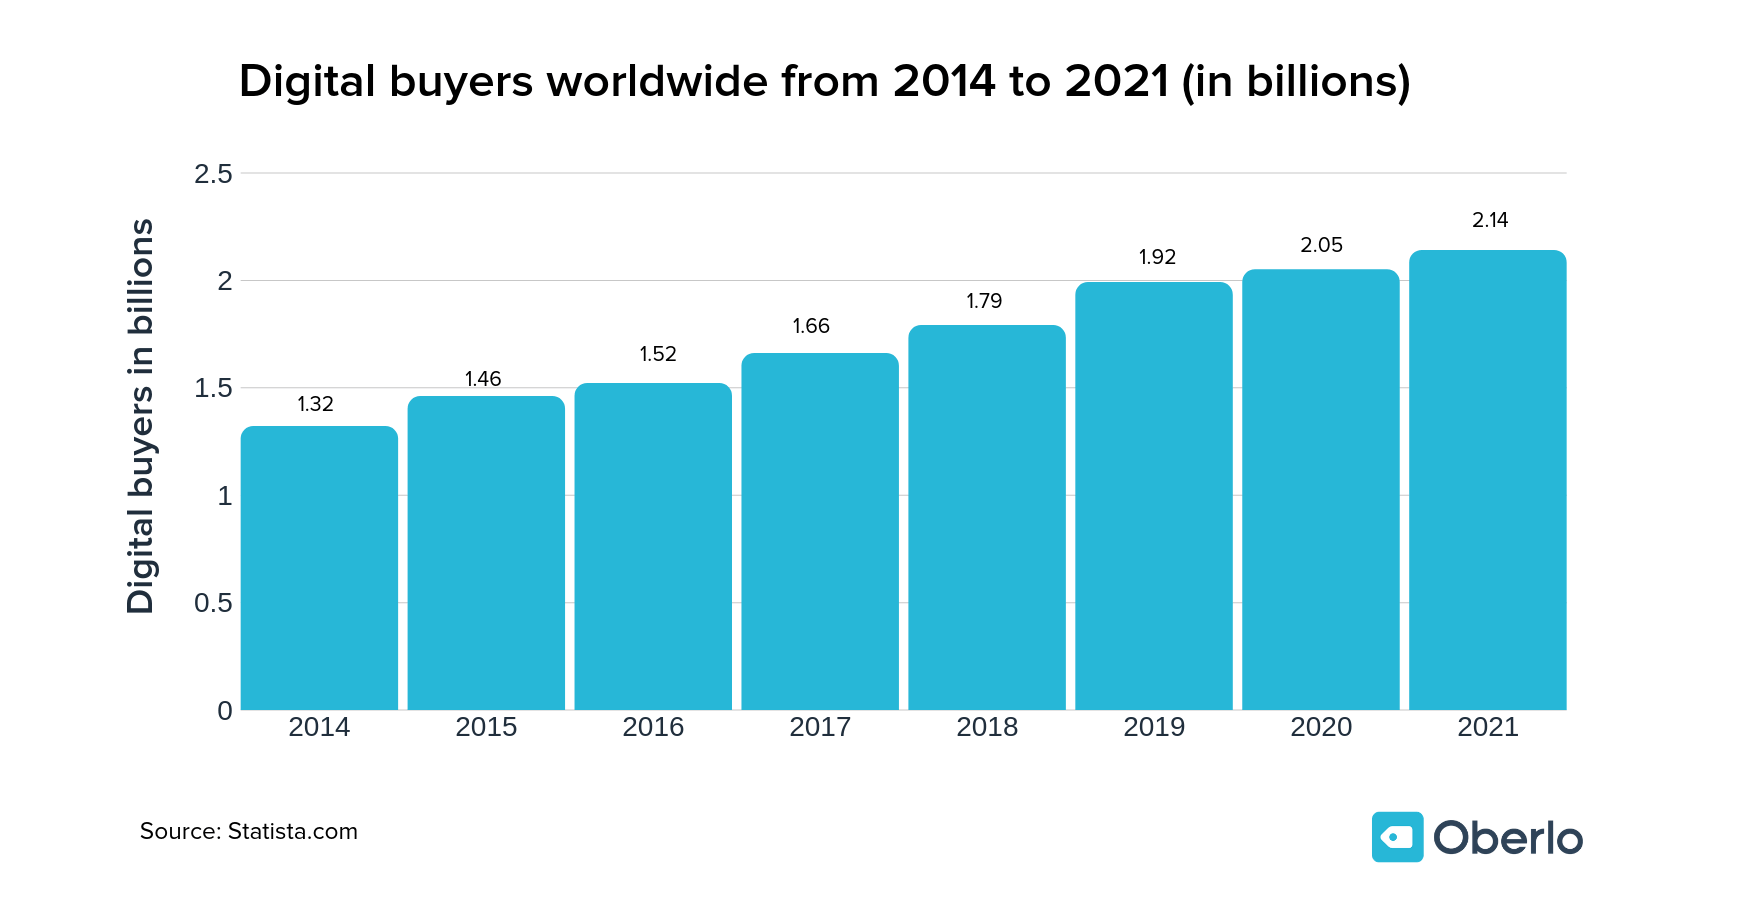 Digital buyers worldwide from 2014 to 2021 (in billions)
Digital buyers in billions
2.5
2
1.5
1
0.5
0
1.32
1.46
1.52
1.66
1.79
1.92
2.05
2.14
2014 2015 2016 2017 2018 2019 2020 2021
Source: Statista.com
Oberlo